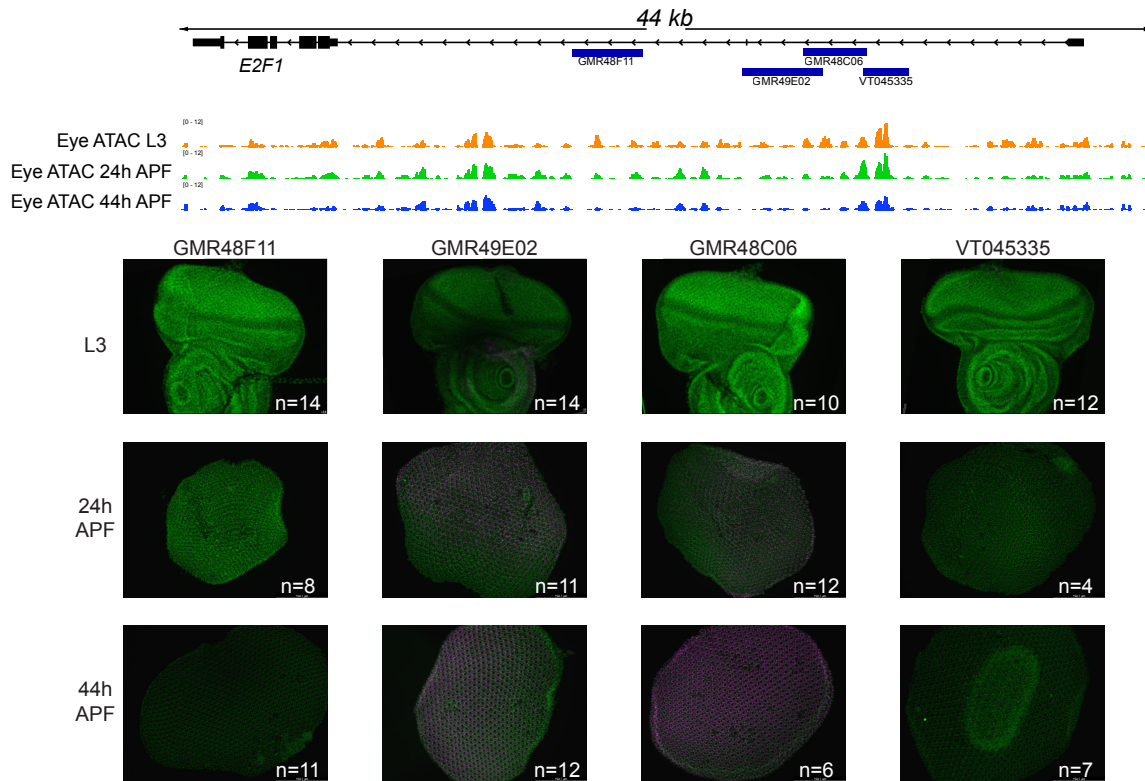 44 kb
E2F1
GMR48F11
GMR48C06
GMR49E02
VT045335
[0 - 12]
Eye ATAC L3
[0 - 12]
Eye ATAC 24h APF
[0 - 12]
Eye ATAC 44h APF
GMR48F11 GMR49E02 GMR48C06 VT045335
L3
n=14 n=14 n=10 n=12
24h
APF
n=8 n=11 n=12 n=4
44h
APF
n=11 n=12 n=6 n=7